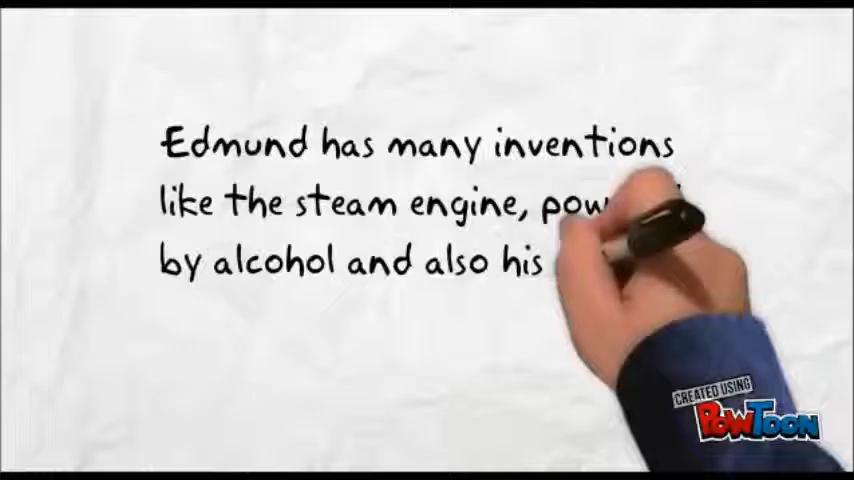 Edmund has many inventions
like the steam engine,
by alcohol and also his
CREATED USING
POWTOON